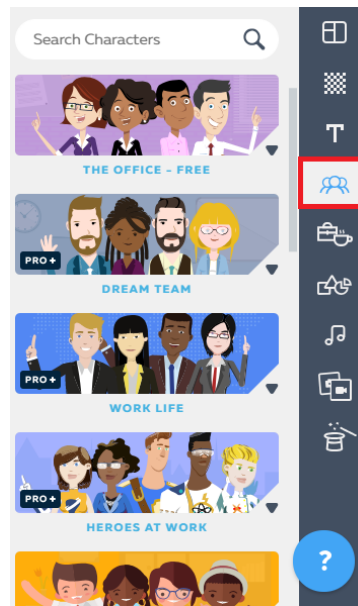 Search Characters
THE OFFICE – FREE
PRO+
DREAM TEAM
PRO+
WORK LIFE
PRO+
HEROES AT WORK
T
?